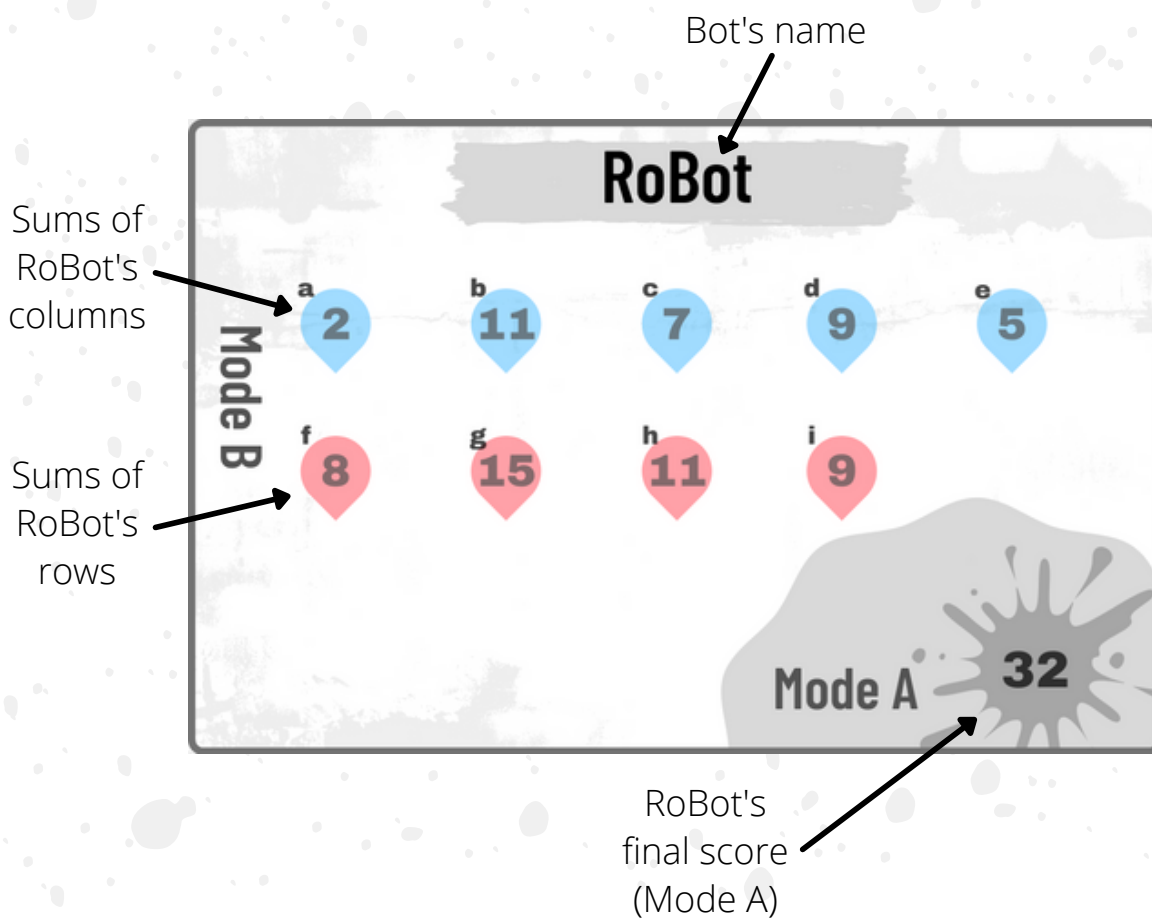 Bot's name
RoBot
Sums of
RoBot's
columns
a b c d e
2 11 7 9 5
Mode B
f g h i
8 15 11 9
Sums of
RoBot's
rows
Mode A
32
RoBot's
final score
(Mode A)